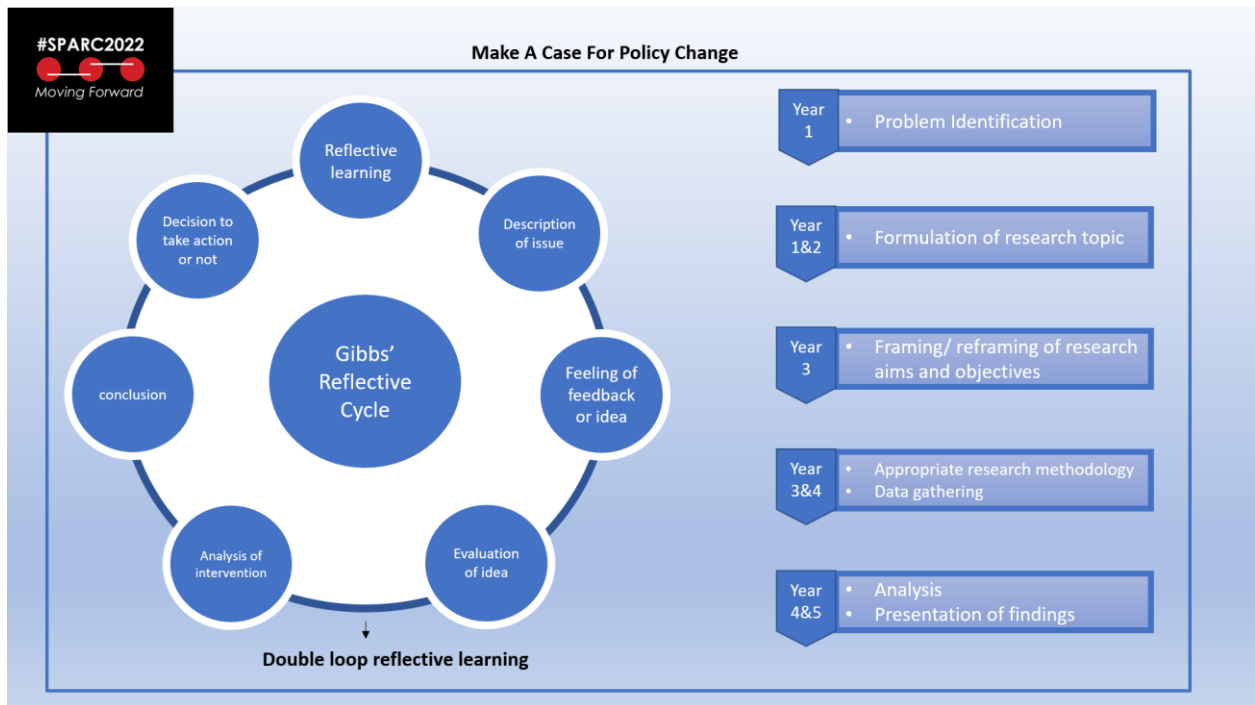 #SPARC2022
Moving Forward
Make A Case For Policy Change
Reflective
learning
Description
of issue
Feeling of
feedback
or idea
Evaluation
of idea
Analysis of
intervention
conclusion
Decision to
take action
or not
Gibbs’
Reflective
Cycle
Double loop reflective learning
Year
1
• Problem Identification
Year
1&2
• Formulation of research topic
Year
3
• Framing/ reframing of research
aims and objectives
Year
3&4
• Appropriate research methodology
• Data gathering
Year
4&5
• Analysis
• Presentation of findings